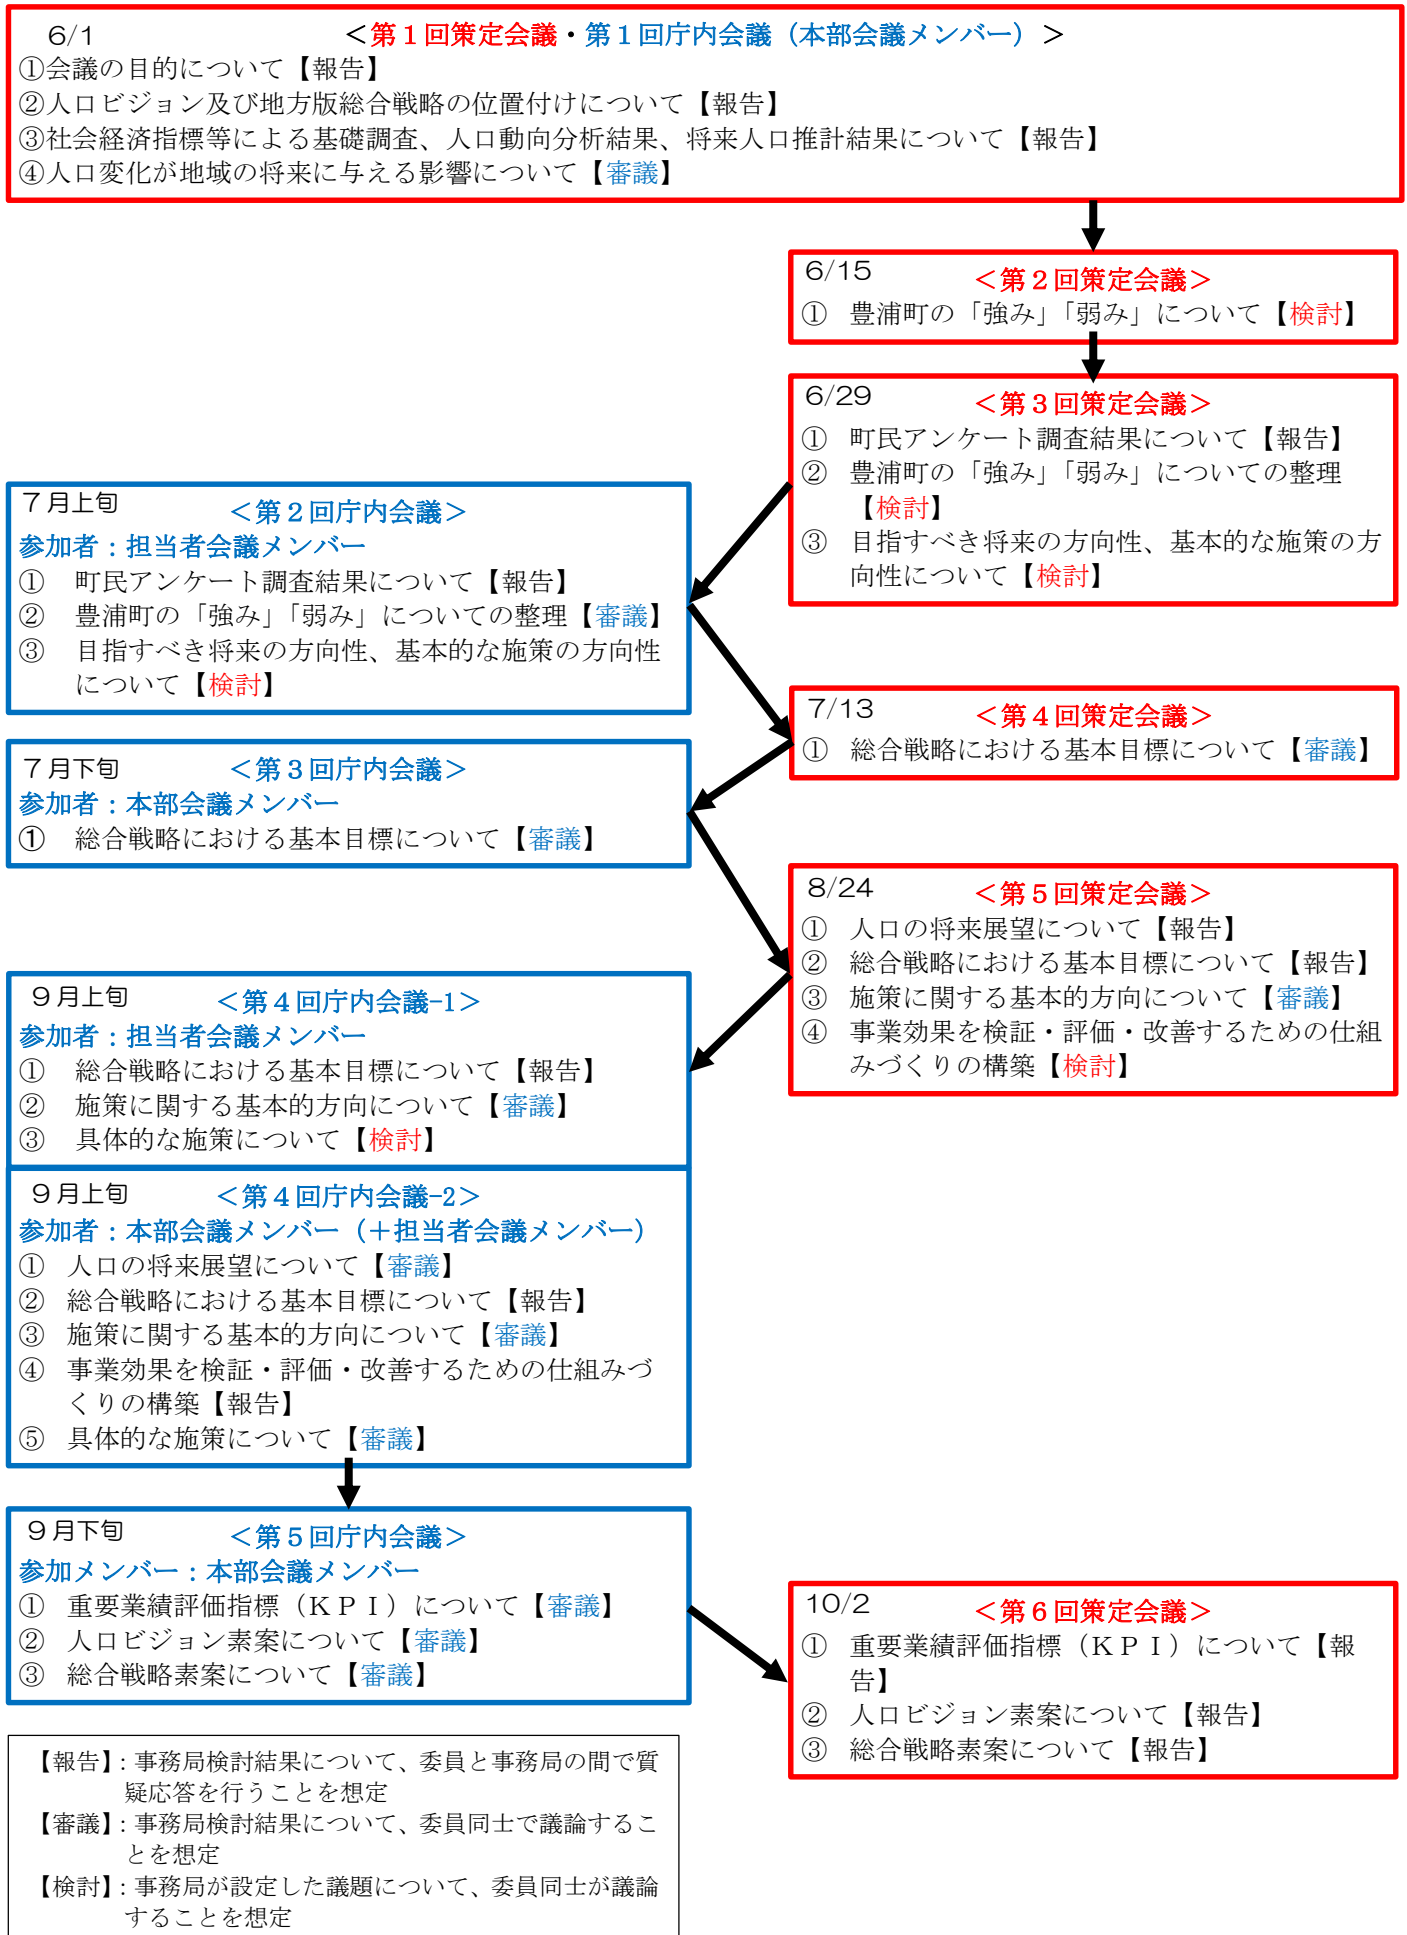 6/1 ＜第１回策定会議・第１回庁内会議（本部会議メンバー）＞
①会議の目的について【報告】
②人口ビジョン及び地方版総合戦略の位置付けについて【報告】
③社会経済指標等による基礎調査、人口動向分析結果、将来人口推計結果について【報告】
④人口変化が地域の将来に与える影響について【審議】
6/15 ＜第２回策定会議＞
① 豊浦町の「強み」「弱み」について【検討】
6/29 ＜第３回策定会議＞
① 町民アンケート調査結果について【報告】
② 豊浦町の「強み」「弱み」についての整理
【検討】
③ 目指すべき将来の方向性、基本的な施策の方
向性について【検討】
７月上旬 ＜第２回庁内会議＞
参加者：担当者会議メンバー
① 町民アンケート調査結果について【報告】
② 豊浦町の「強み」「弱み」についての整理【審議】
③ 目指すべき将来の方向性、基本的な施策の方向性
について【検討】
7/13 ＜第４回策定会議＞
① 総合戦略における基本目標について【審議】
７月下旬 ＜第３回庁内会議＞
参加者：本部会議メンバー
① 総合戦略における基本目標について【審議】
8/24 ＜第５回策定会議＞
① 人口の将来展望について【報告】
② 総合戦略における基本目標について【報告】
③ 施策に関する基本的方向について【審議】
④ 事業効果を検証・評価・改善するための仕組
みづくりの構築【検討】
９月上旬 ＜第４回庁内会議-1＞
参加者：担当者会議メンバー
① 総合戦略における基本目標について【報告】
② 施策に関する基本的方向について【審議】
③ 具体的な施策について【検討】
９月上旬 ＜第４回庁内会議-2＞
参加者：本部会議メンバー（＋担当者会議メンバー）
① 人口の将来展望について【審議】
② 総合戦略における基本目標について【報告】
③ 施策に関する基本的方向について【審議】
④ 事業効果を検証・評価・改善するための仕組みづ
くりの構築【報告】
⑤ 具体的な施策について【審議】
９月下旬 ＜第５回庁内会議＞
参加メンバー：本部会議メンバー
① 重要業績評価指標（ＫＰＩ）について【審議】
② 人口ビジョン素案について【審議】
③ 総合戦略素案について【審議】
10/2 ＜第６回策定会議＞
① 重要業績評価指標（ＫＰＩ）について【報
告】
② 人口ビジョン素案について【報告】
③ 総合戦略素案について【報告】
【報告】：事務局検討結果について、委員と事務局の間で質
疑応答を行うことを想定
【審議】：事務局検討結果について、委員同士で議論するこ
とを想定
【検討】：事務局が設定した議題について、委員同士が議論
することを想定